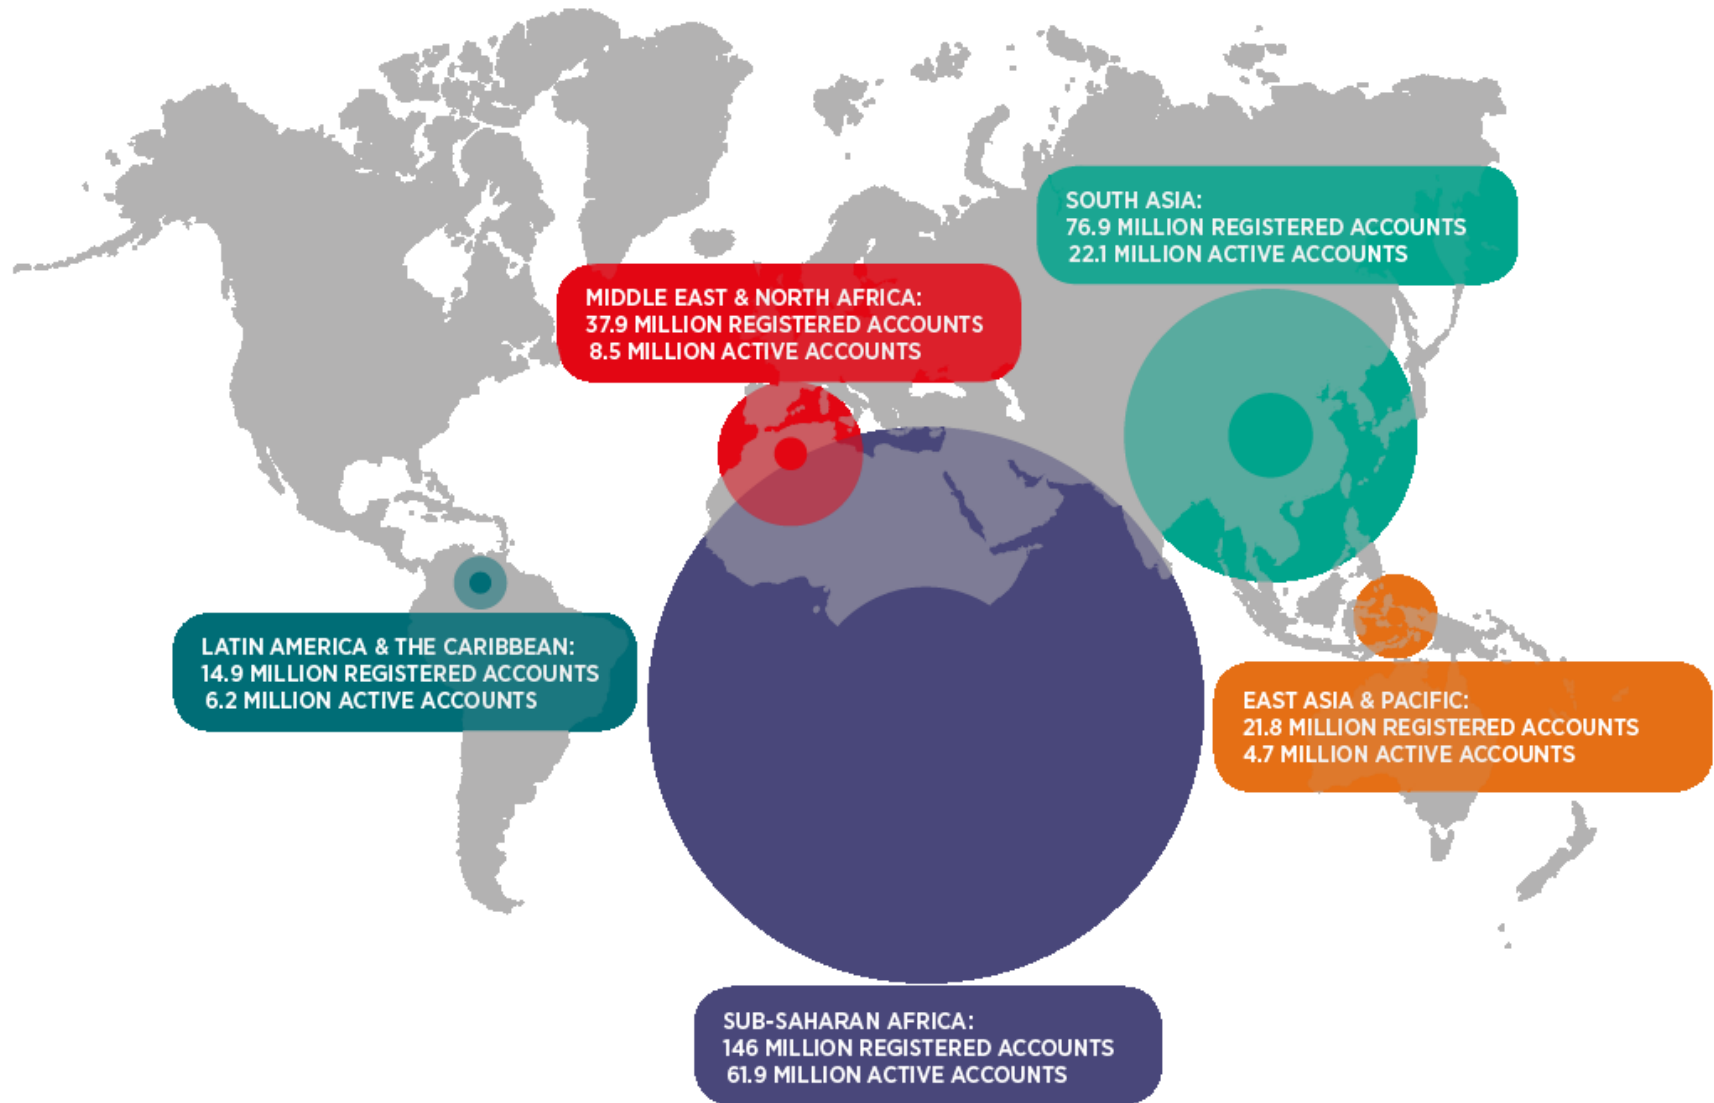 SOUTH ASIA:
76.9 MILLION REGISTERED ACCOUNTS
22.1 MILLION ACTIVE ACCOUNTS
MIDDLE EAST & NORTH AFRICA:
37.9 MILLION REGISTERED ACCOUNTS
8.5 MILLION ACTIVE ACCOUNTS
LATIN AMERICA & THE CARIBBEAN:
14.9 MILLION REGISTERED ACCOUNTS
6.2 MILLION ACTIVE ACCOUNTS
EAST ASIA & PACIFIC:
21.8 MILLION REGISTERED ACCOUNTS
4.7 MILLION ACTIVE ACCOUNTS
SUB-SAHARAN AFRICA:
146 MILLION REGISTERED ACCOUNTS
61.9 MILLION ACTIVE ACCOUNTS